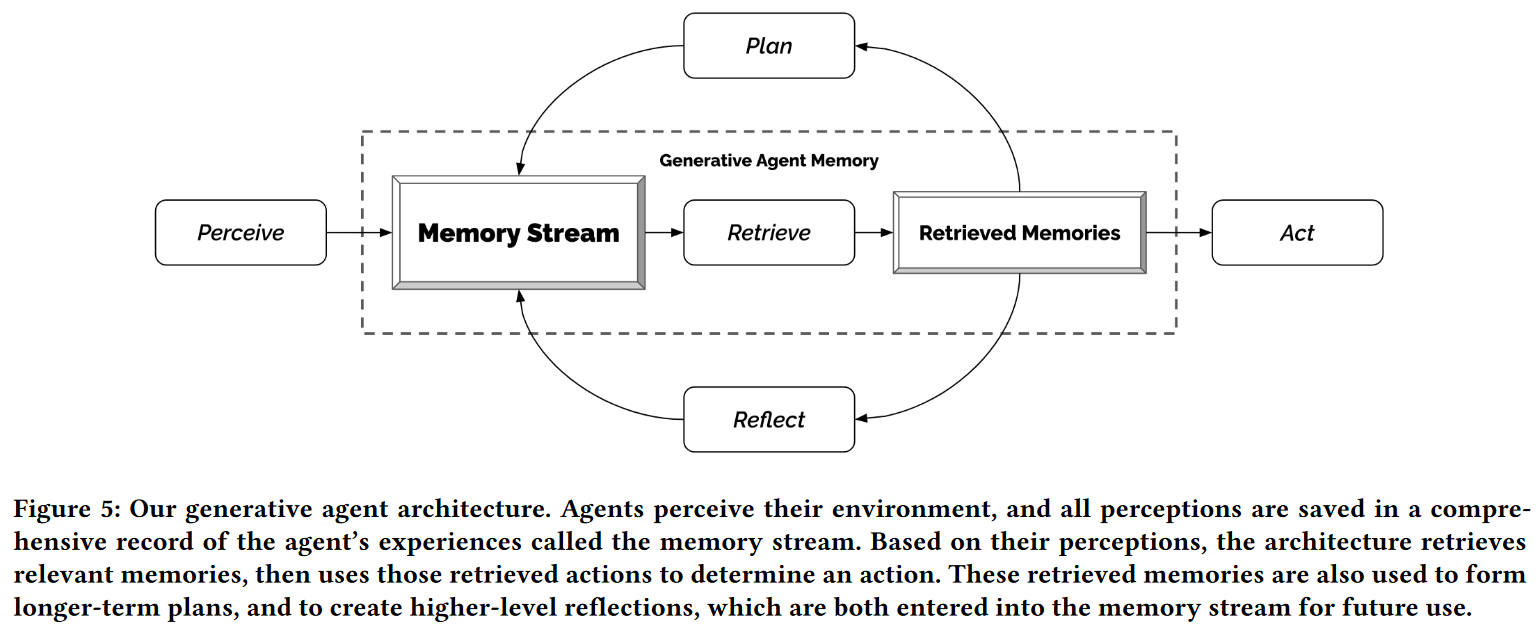 Plan
Generative Agent Memory
Perceive
Memory Stream
Retrieve
Retrieved Memories
Act
Reflect
Figure 5: Our generative agent architecture. Agents perceive their environment, and all perceptions are saved in a compre-
hensive record of the agent’s experiences called the memory stream. Based on their perceptions, the architecture retrieves
relevant memories, then uses those retrieved actions to determine an action. These retrieved memories are also used to form
longer-term plans, and to create higher-level reflections, which are both entered into the memory stream for future use.